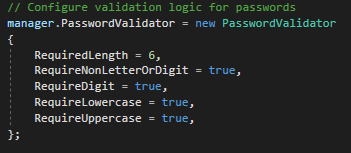 // Configure validation logic for passwords
manager.PasswordValidator = new PasswordValidator
{
    RequiredLength = 6,
    RequireNonLetterOrDigit = true,
    RequireDigit = true,
    RequireLowercase = true,
    RequireUppercase = true,
};